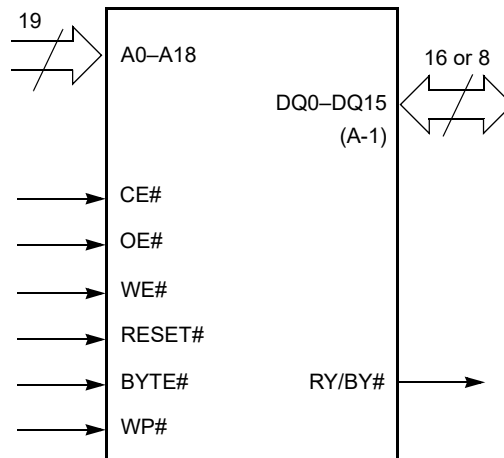 19
A0–A18
16 or 8
DQ0–DQ15
(A-1)
CE#
OE#
WE#
RESET#
BYTE#
RY/BY#
WP#